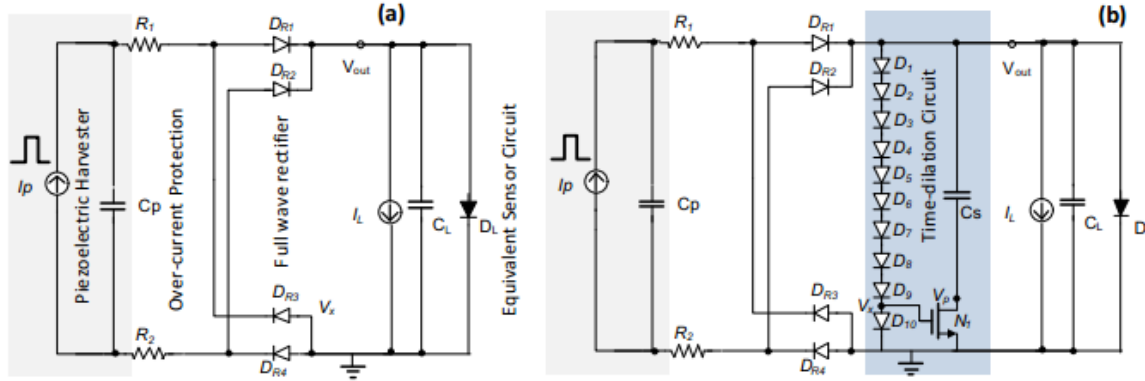 (a)
R1
DR1
DR2
Vout
Piezoelectric Harvester
Over-current Protection
Full wave rectifier
Equivalent Sensor Circuit
Ip
Cp
IL
CL
DL
DR3
Vx
R2
DR4
(b)
R1
DR1
DR2
D1
D2
D3
D4
D5
D6
D7
D8
D9
D10
Time-dilation Circuit
Vout
Ip
Cp
Cs
IL
CL
D
DR3
Vx
Vp
N1
R2
DR4